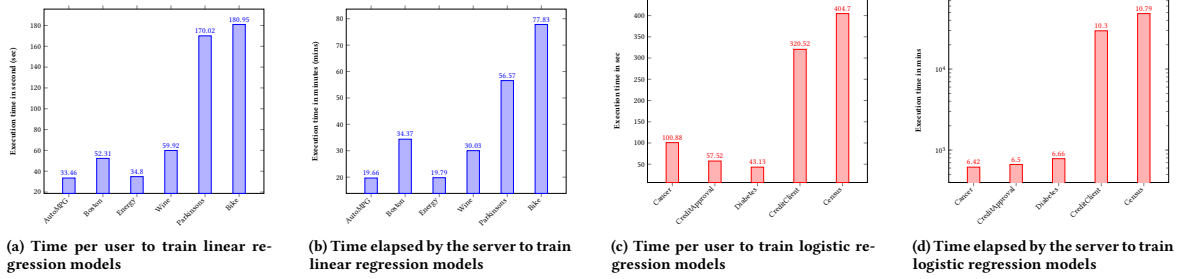 Execution time in second (sec)
180
160
140
120
100
80
60
40
20
33.46
52.31
34.8
59.92
170.02
180.95
AutoMPG
Boston
Energy
Wine
Parkinsons
Bike
(a) Time per user to train linear re-
gression models
Execution time in minutes (mins)
80
70
60
50
40
30
20
19.66
34.37
19.79
30.03
56.57
77.83
AutoMPG
Boston
Energy
Wine
Parkinsons
Bike
(b) Time elapsed by the server to train
linear regression models
Execution time in sec
400
350
300
250
200
150
100
50
100.88
57.52
43.13
320.52
404.7
Cancer
CreditApproval
Diabetes
CreditClient
Census
(c) Time per user to train logistic re-
gression models
Execution time in mins
10⁴
10³
6.42
6.5
6.66
10.3
10.79
Cancer
CreditApproval
Diabetes
CreditClient
Census
(d) Time elapsed by the server to train
logistic regression models